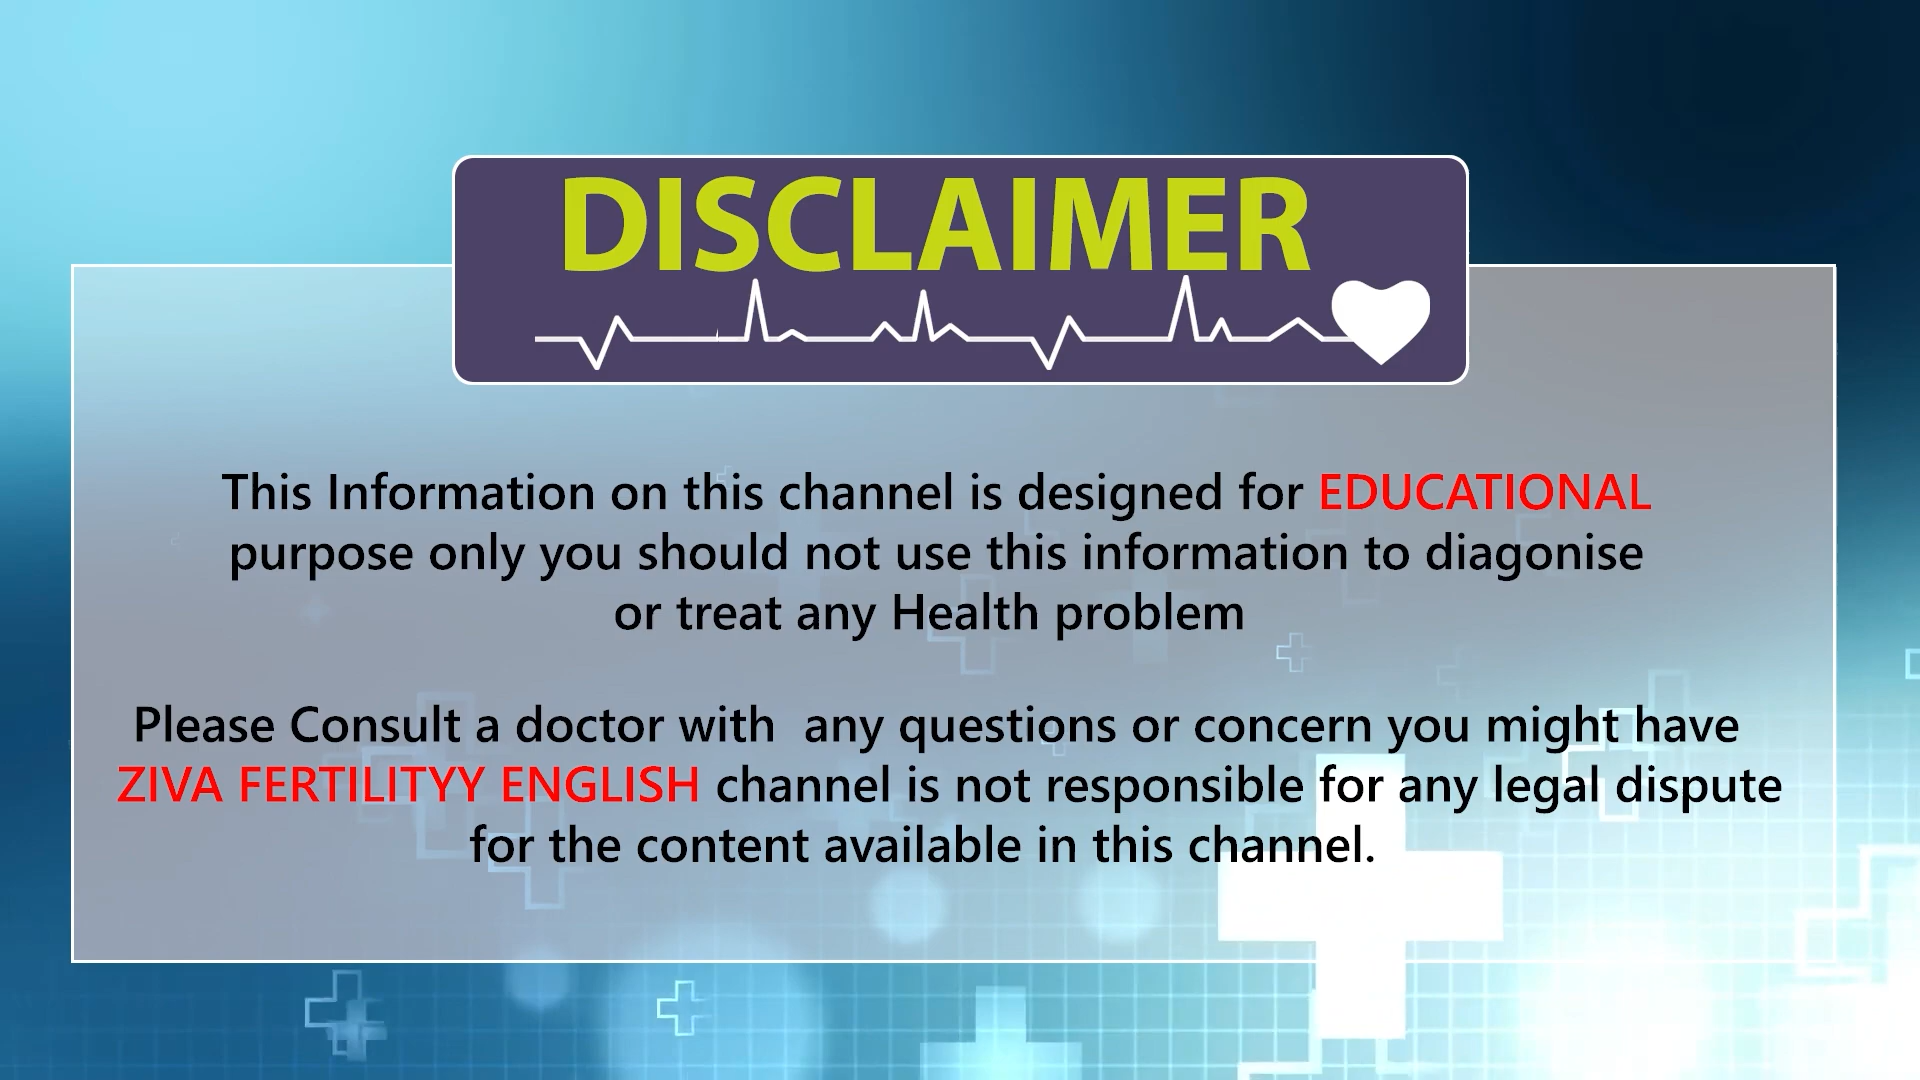 DISCLAIMER
This Information on this channel is designed for EDUCATIONAL
purpose only you should not use this information to diagonise
or treat any Health problem
Please Consult a doctor with  any questions or concern you might have
ZIVA FERTILITYY ENGLISH channel is not responsible for any legal dispute
for the content available in this channel.